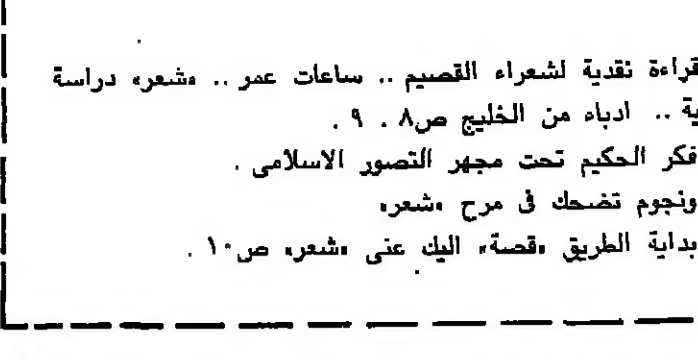 قراءة نقدية لشعراء القصيم .. ساعات عمر .. «شعر» دراسة
ية .. ادباء من الخليج ص٨ ، ٩ .
فكر الحكيم تحت مجهر التصور الاسلامى .
ونجوم تضحك فى مرح «شعر»
بداية الطريق «قصة» اليك عنى «شعر» ص١٠ .